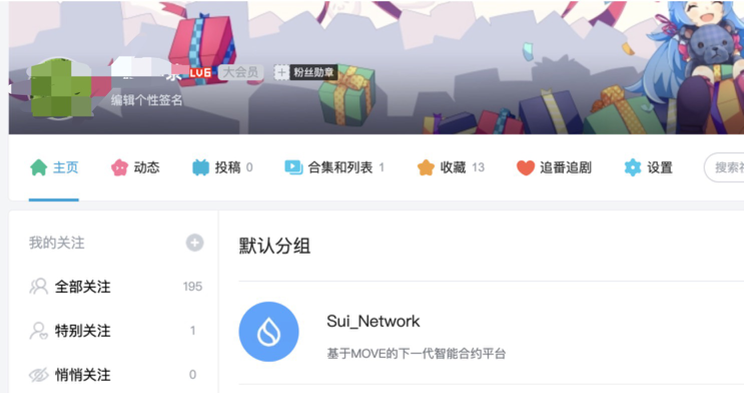 LV6 大会员 粉丝勋章
编辑个性签名
主页 动态 投稿 0 合集和列表 1 收藏 13 追番追剧 设置 搜索
我的关注
默认分组
全部关注 195
Sui_Network
特别关注 1
基于MOVE的下一代智能合约平台
悄悄关注 0